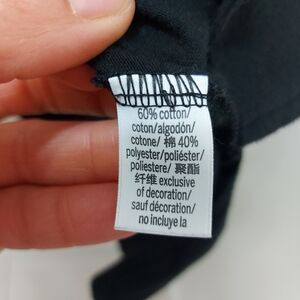 60% cotton/
coton/algodón/
cotone/ 棉 40%
polyester/poliéster/
poliestere/ 聚酯
纤维 exclusive
of decoration/
sauf décoration/
no incluye la